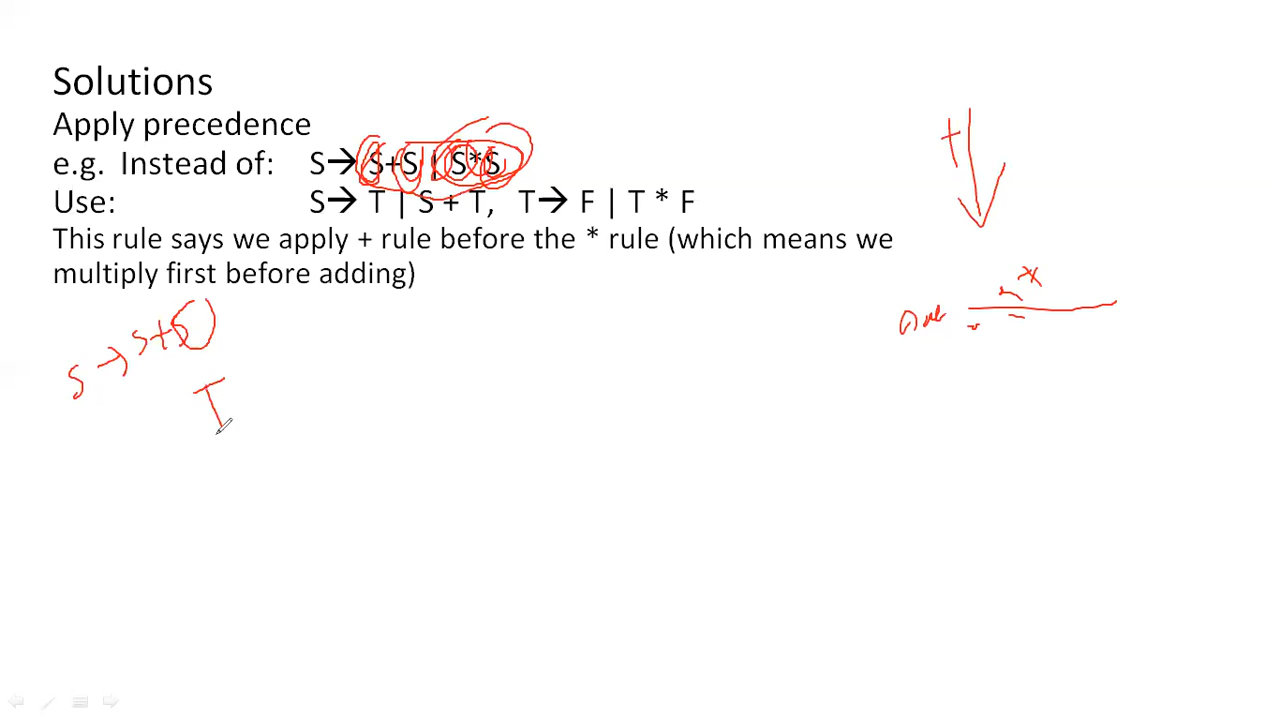 Solutions
Apply precedence
e.g. Instead of: S→ S+S | S*S
Use: S→ T | S + T, T→ F | T * F
This rule says we apply + rule before the * rule (which means we
multiply first before adding)
+
*
S → S+S
T